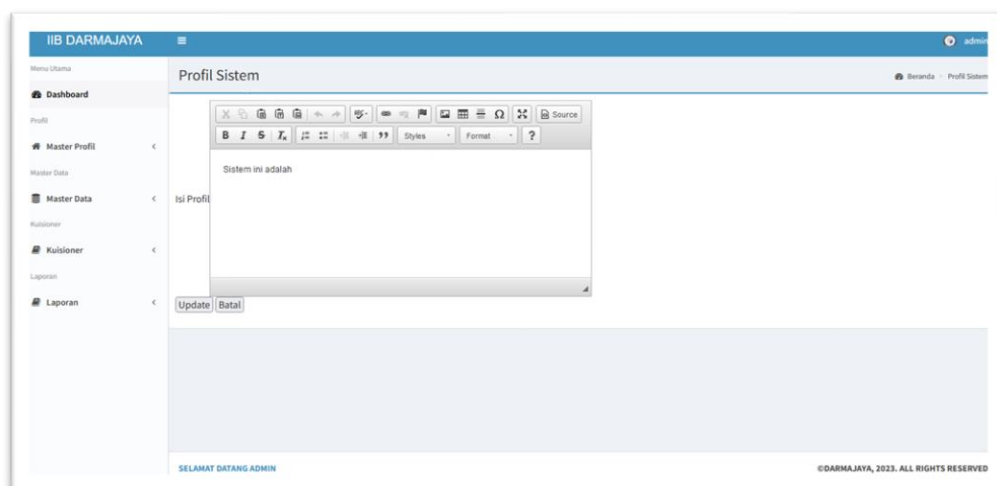 IIB DARMAJAYA
admin
Menu Utama
Dashboard
Profil
Master Profil
Master Data
Master Data
Kuisioner
Kuisioner
Laporan
Laporan
Profil Sistem
Beranda
Profil Sistem
Source
B I S
Styles
Format
?
Sistem ini adalah
Isi Profil
Update Batal
SELAMAT DATANG ADMIN
©DARMAJAYA, 2023. ALL RIGHTS RESERVED